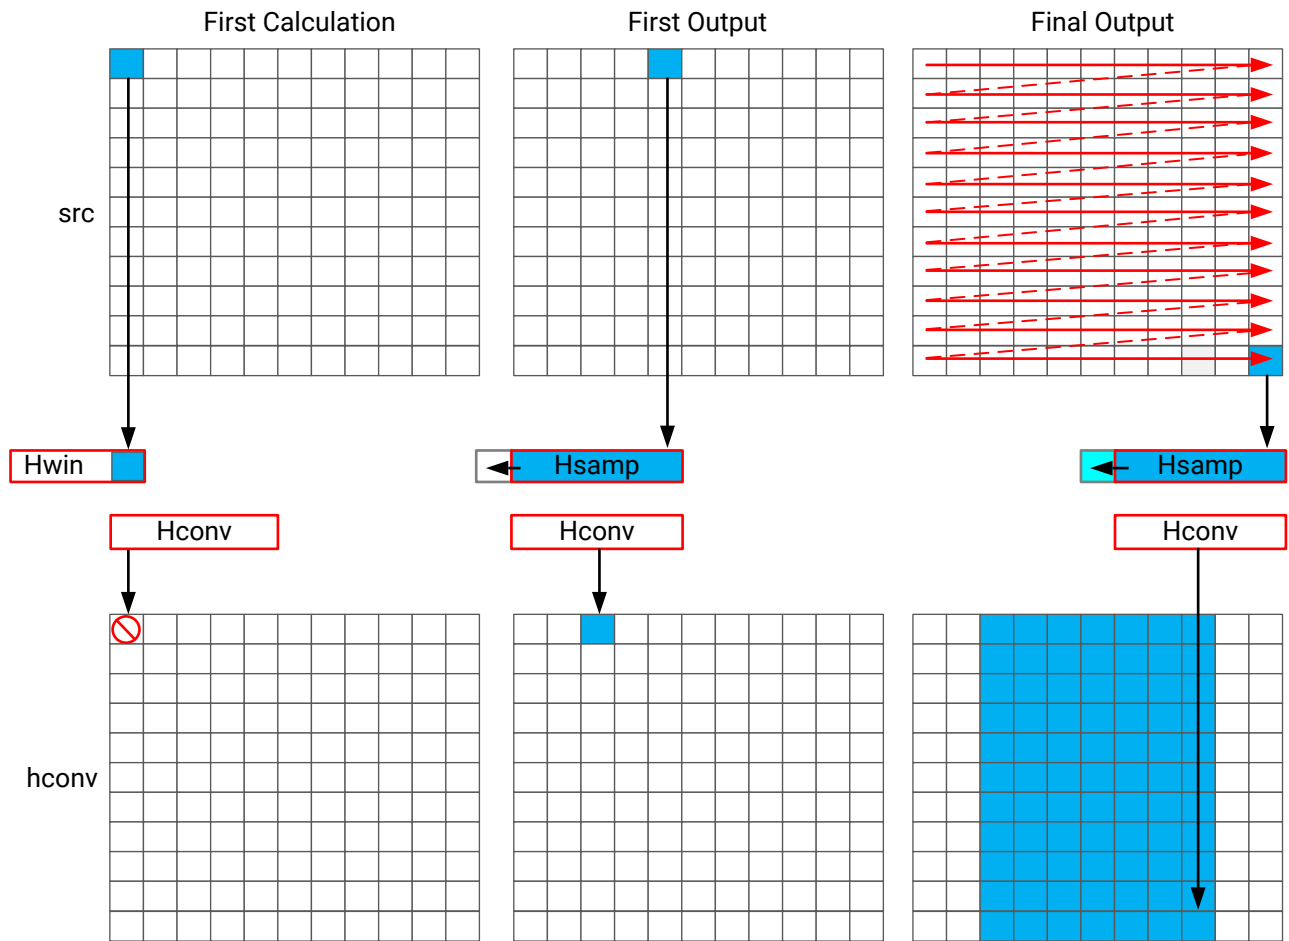 First Calculation
First Output
Final Output
src
Hwin
Hsamp
Hsamp
Hconv
Hconv
Hconv
hconv